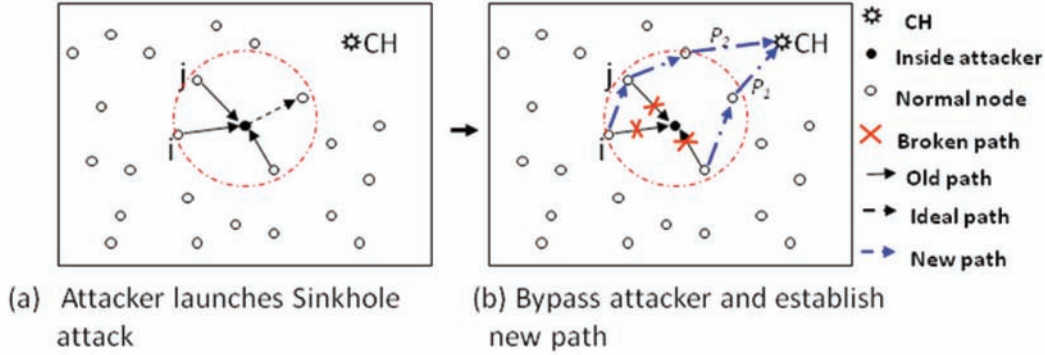 CH
j
i
CH
P2
P1
j
i
CH
Inside attacker
Normal node
Broken path
Old path
Ideal path
New path
(a) Attacker launches Sinkhole
attack
(b) Bypass attacker and establish
new path